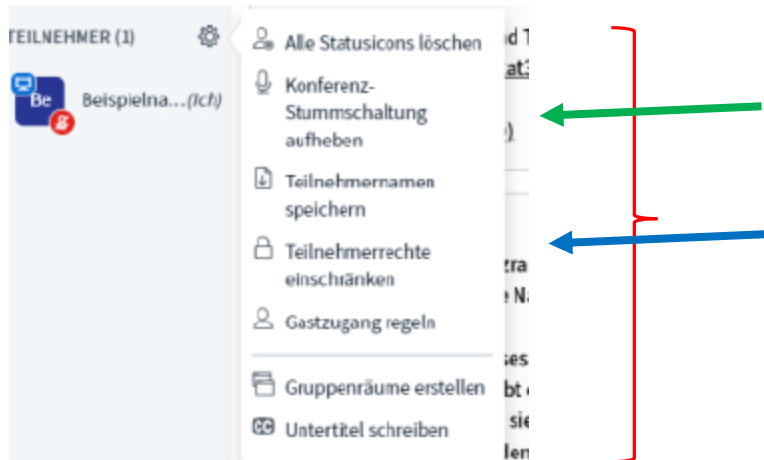 TEILNEHMER (1)
Be
Beispielna...(Ich)
Alle Statusicons löschen
Konferenz-
Stummschaltung
aufheben
Teilnehmernamen
speichern
Teilnehmerrechte
einschränken
Gastzugang regeln
Gruppenräume erstellen
CC
Untertitel schreiben